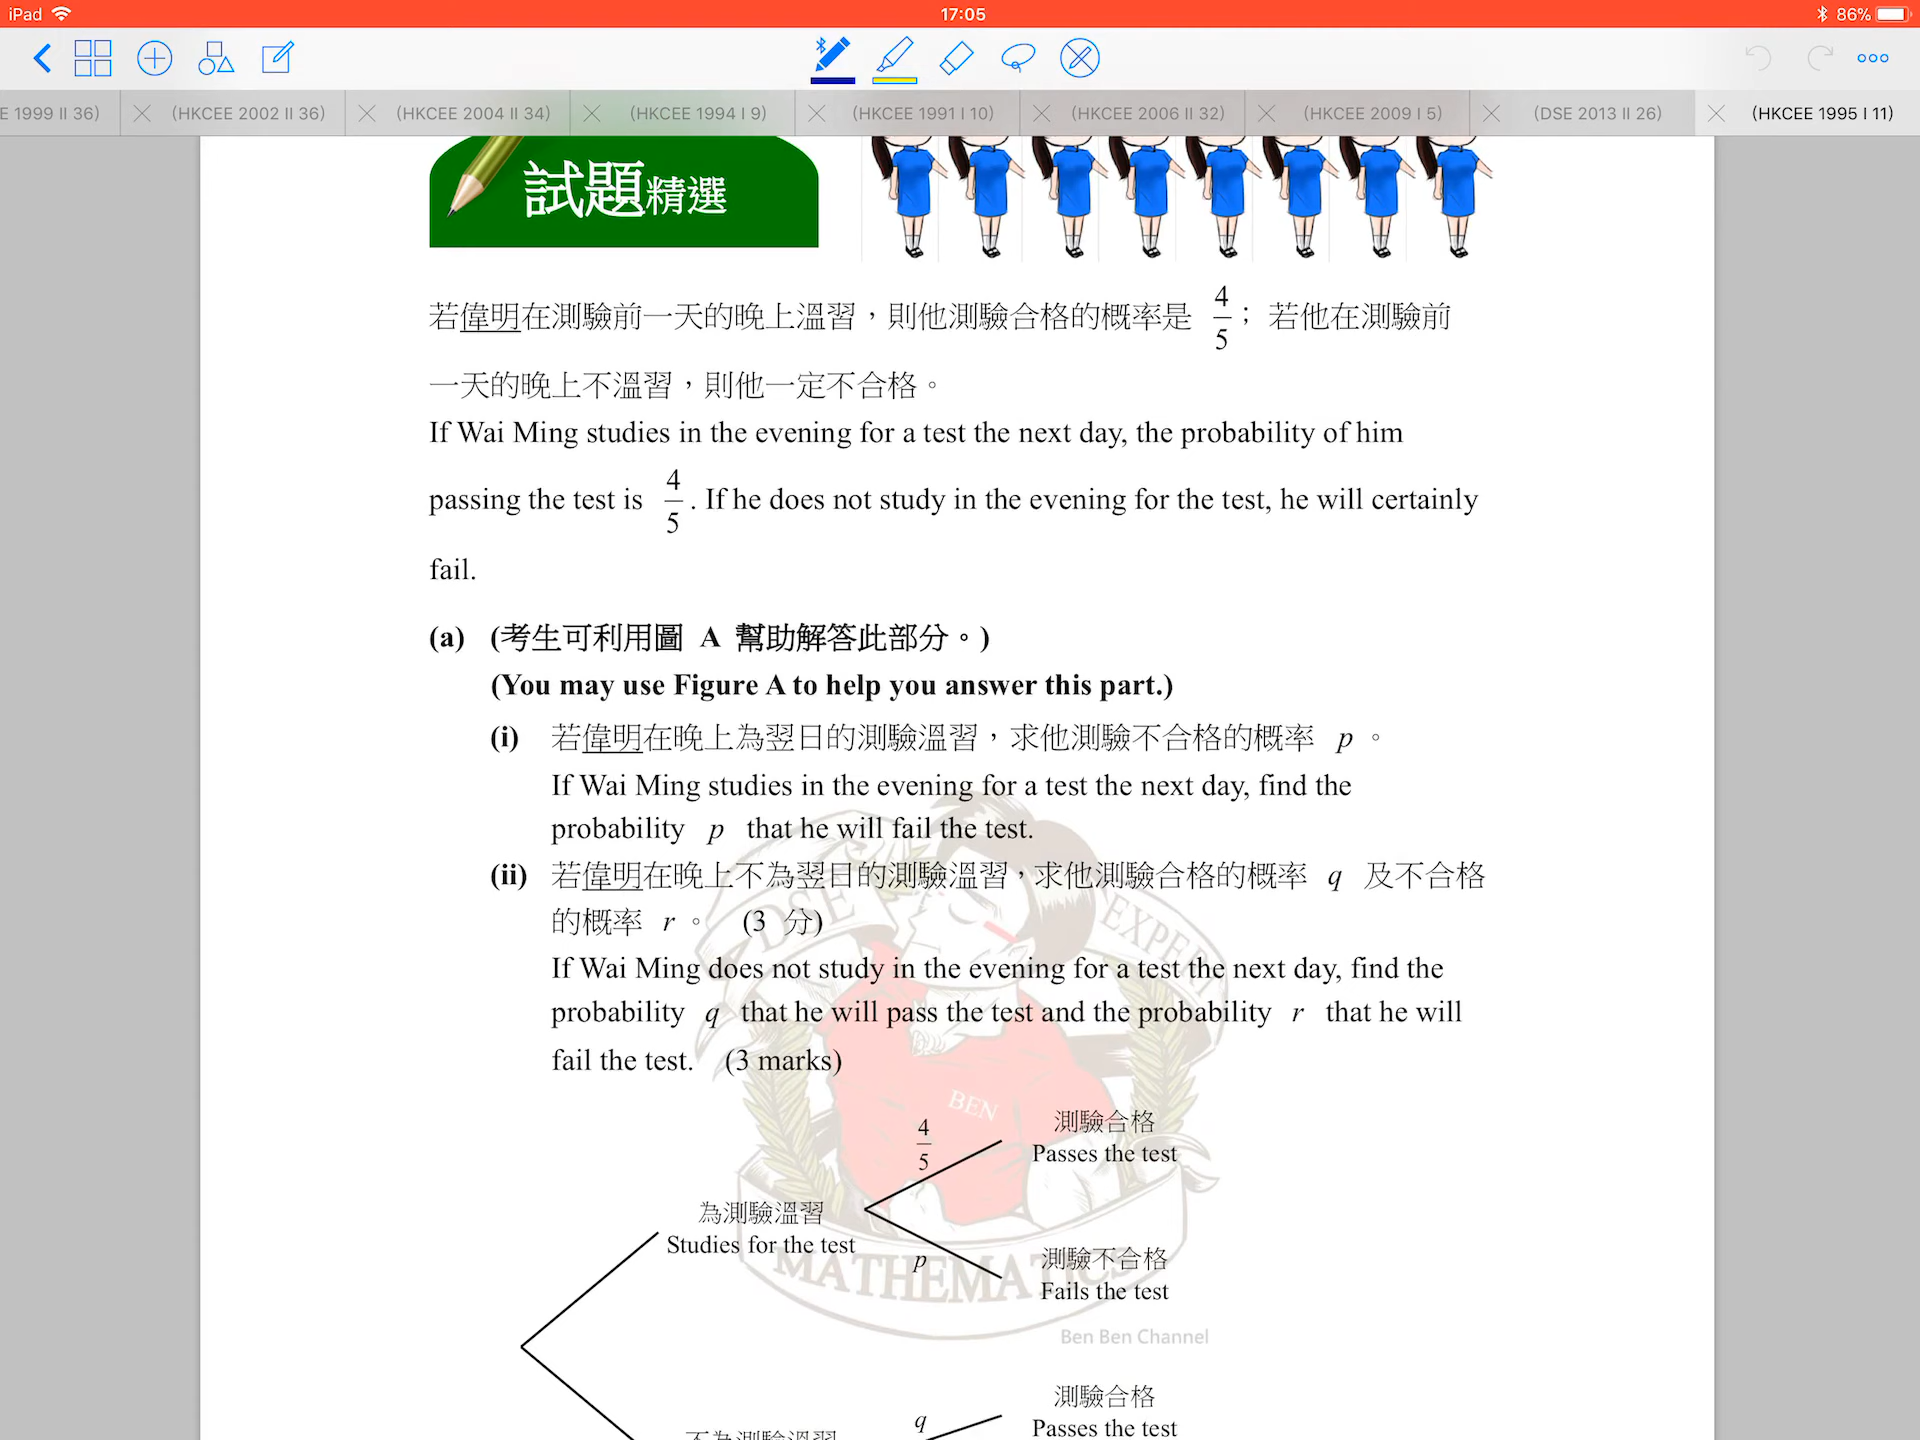 iPad
17:05
86%
E 1999 II 36)
(HKCEE 2002 II 36)
(HKCEE 2004 II 34)
(HKCEE 1994 I 9)
(HKCEE 1991 I 10)
(HKCEE 2006 II 32)
(HKCEE 2009 I 5)
(DSE 2013 II 26)
(HKCEE 1995 I 11)
試題精選
若偉明在測驗前一天的晚上溫習，則他測驗合格的概率是 4/5； 若他在測驗前
一天的晚上不溫習，則他一定不合格。
If Wai Ming studies in the evening for a test the next day, the probability of him
passing the test is 4/5. If he does not study in the evening for the test, he will certainly
fail.
(a) (考生可利用圖 A 幫助解答此部分。)
(You may use Figure A to help you answer this part.)
(i) 若偉明在晚上為翌日的測驗溫習，求他測驗不合格的概率 p 。
If Wai Ming studies in the evening for a test the next day, find the
probability p that he will fail the test.
(ii) 若偉明在晚上不為翌日的測驗溫習，求他測驗合格的概率 q 及不合格
的概率 r 。 (3 分)
If Wai Ming does not study in the evening for a test the next day, find the
probability q that he will pass the test and the probability r that he will
fail the test. (3 marks)
DSE EXPERT
BEN
MATHEMATICS
4/5
測驗合格
Passes the test
為測驗溫習
Studies for the test
p
測驗不合格
Fails the test
Ben Ben Channel
測驗合格
q
Passes the test
不為測驗溫習